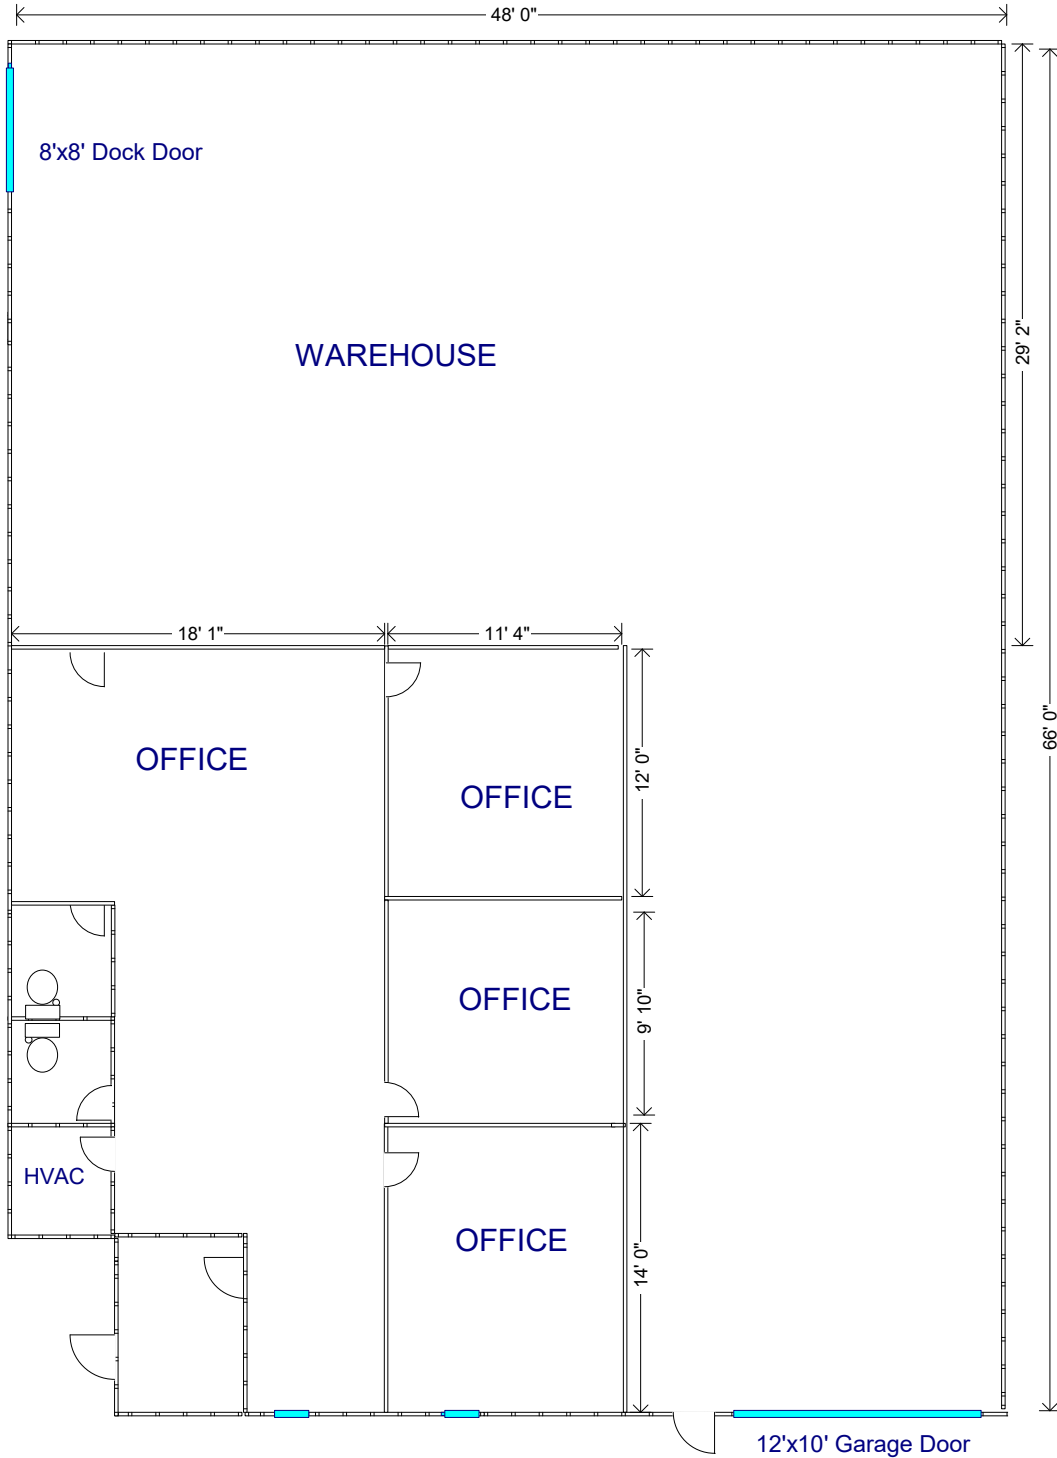 48' 0"
8'x8' Dock Door
29' 2"
WAREHOUSE
18' 1"
11' 4"
66' 0"
OFFICE
12' 0"
OFFICE
OFFICE
9' 10"
HVAC
OFFICE
14' 0"
12'x10' Garage Door